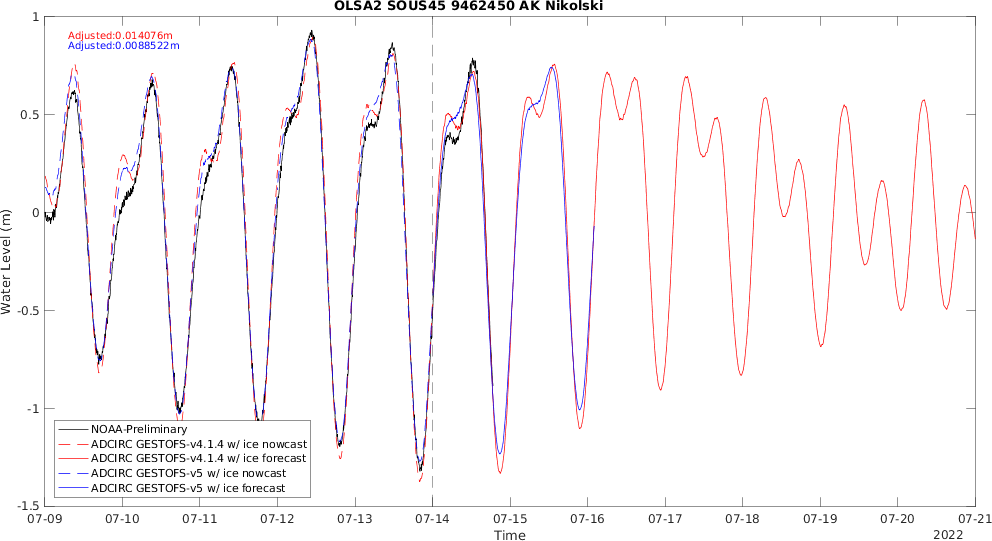 OLSA2 SOUS45 9462450 AK Nikolski
Adjusted:0.014076m
Adjusted:0.0088522m
1
0.5
0
-0.5
-1
-1.5
Water Level (m)
NOAA-Preliminary
ADCIRC GESTOFS-v4.1.4 w/ ice nowcast
ADCIRC GESTOFS-v4.1.4 w/ ice forecast
ADCIRC GESTOFS-v5 w/ ice nowcast
ADCIRC GESTOFS-v5 w/ ice forecast
07-09 07-10 07-11 07-12 07-13 07-14 07-15 07-16 07-17 07-18 07-19 07-20 07-21
Time
2022